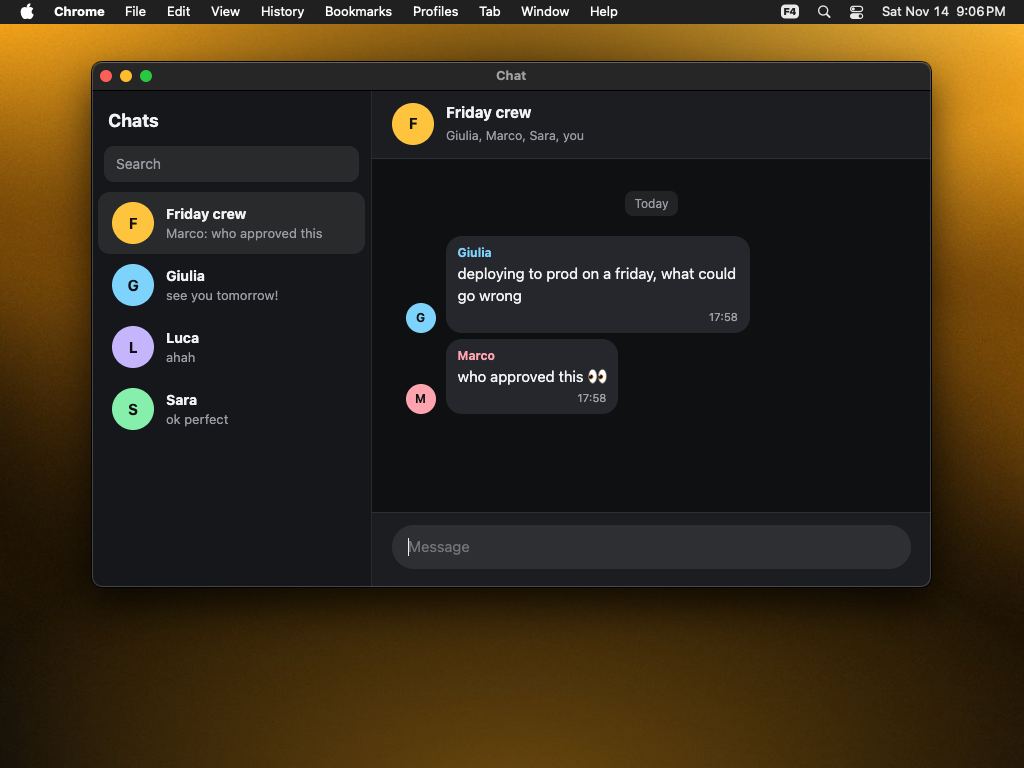 Chrome File Edit View History Bookmarks Profiles Tab Window Help F4 Sat Nov 14 9:06 PM
Chat
Chats
Search
F
Friday crew
Marco: who approved this
G
Giulia
see you tomorrow!
L
Luca
ahah
S
Sara
ok perfect
F
Friday crew
Giulia, Marco, Sara, you
Today
Giulia
deploying to prod on a friday, what could
go wrong
17:58
G
Marco
who approved this 👀
17:58
M
Message